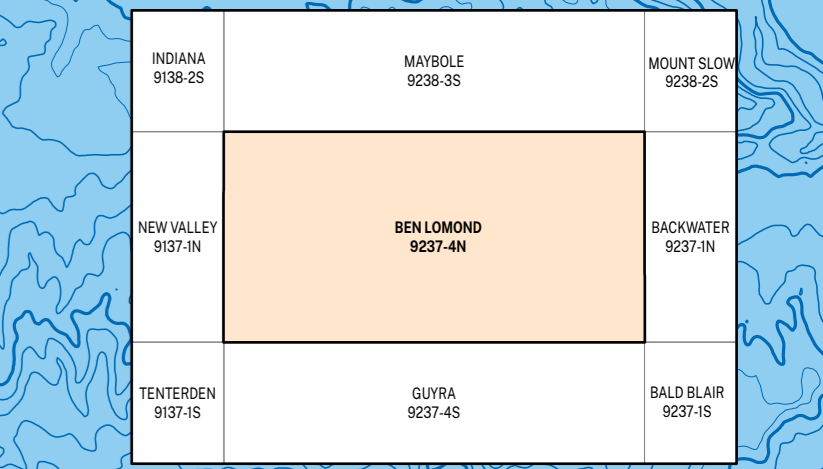 INDIANA
9138-2S
MAYBOLE
9238-3S
MOUNT SLOW
9238-2S
NEW VALLEY
9137-1N
BEN LOMOND
9237-4N
BACKWATER
9237-1N
TENTERDEN
9137-1S
GUYRA
9237-4S
BALD BLAIR
9237-1S